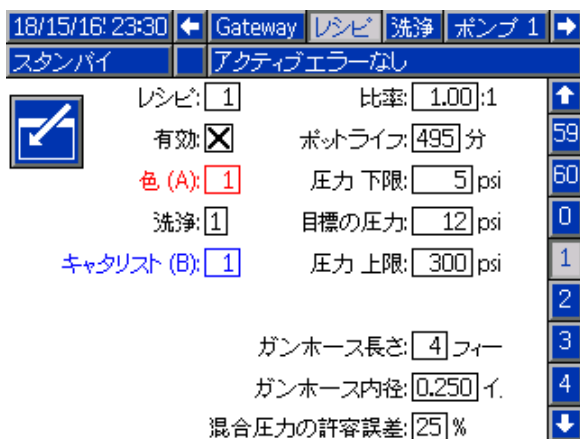 18/15/16 23:30 Gateway レシピ 洗浄 ポンプ 1
スタンバイ アクティブエラーなし
レシピ: 1 比率: 1.00 :1
有効: ポットライフ: 495 分 59
色 (A): 1 圧力 下限: 5 psi 60
洗浄: 1 目標の圧力: 12 psi 0
キャタリスト (B): 1 圧力 上限: 300 psi 1
2
ガンホース長さ: 4 フィー 3
ガンホース内径: 0.250 イ. 4
混合圧力の許容誤差: 25 %